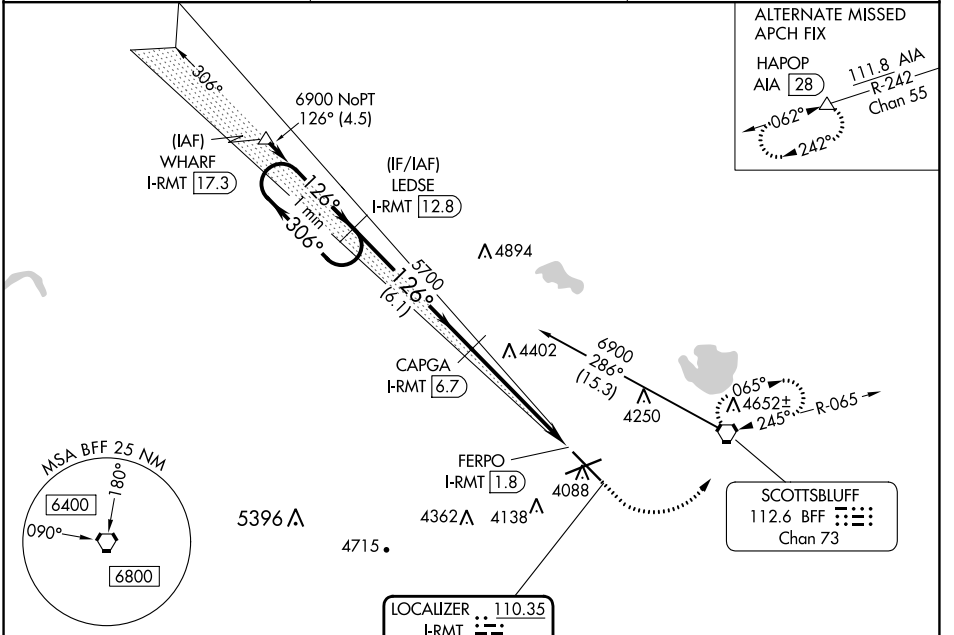 ALTERNATE MISSED
APCH FIX
HAPOP
AIA 28
111.8 AIA
R-242
Chan 55
062°
242°
306°
6900 NoPT
126° (4.5)
(IAF)
WHARF
I-RMT 17.3
(IF/IAF)
LEDSE
I-RMT 12.8
126°
1 min
306°
4894
5700
126°
(6.1)
CAPGA
I-RMT 6.7
4402
6900
286°
(15.3)
4250
065°
4652±
245°
R-065
FERPO
I-RMT 1.8
4088
4138
4362
5396
4715
MSA BFF 25 NM
180°
6400
090°
6800
SCOTTSBLUFF
112.6 BFF
Chan 73
LOCALIZER 110.35
I-RMT